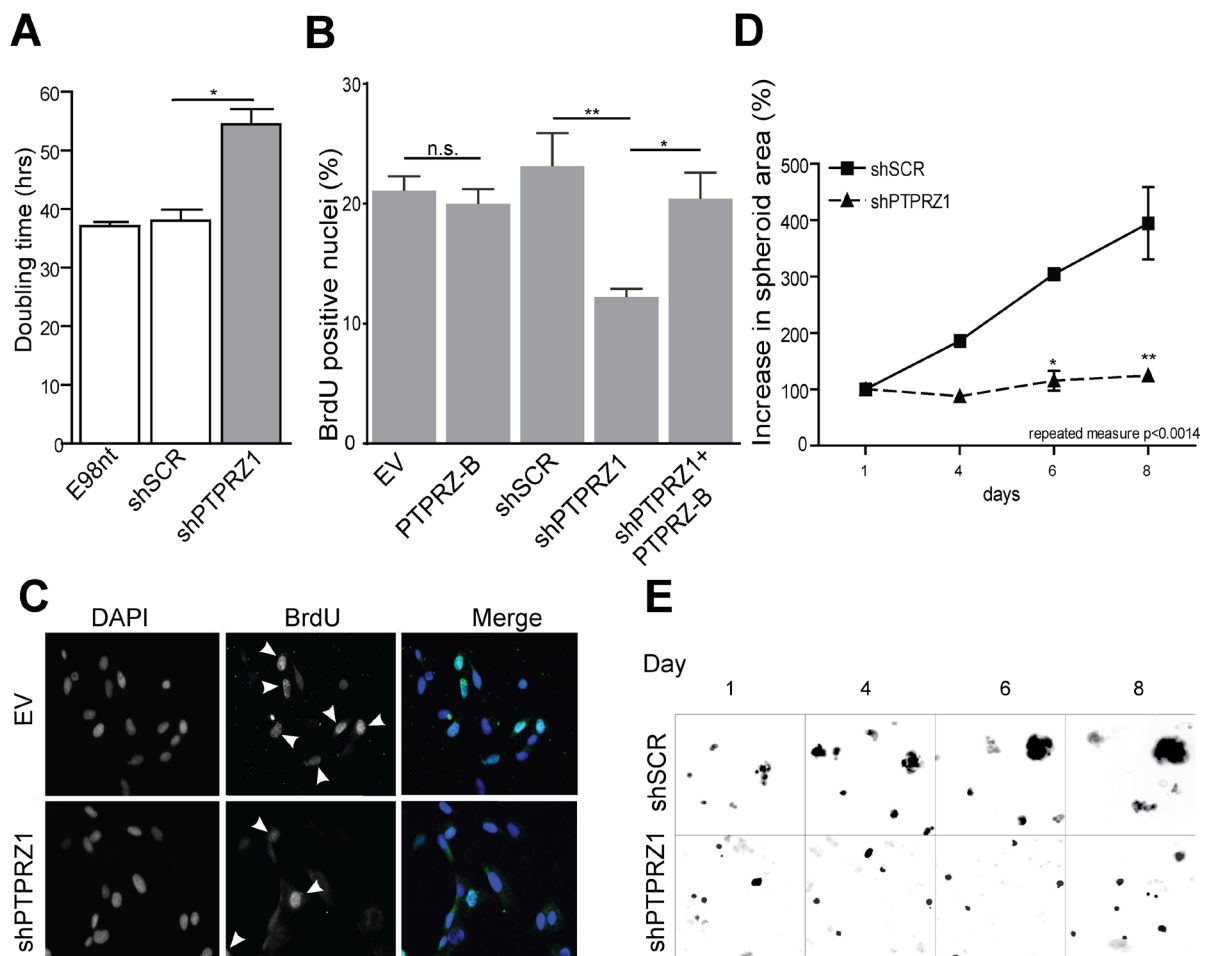 A
Doubling time (hrs)
60
50
40
30
20
10
0
*
E98nt
shSCR
shPTPRZ1
B
BrdU positive nuclei (%)
30
20
10
0
n.s.
**
*
EV
PTPRZ-B
shSCR
shPTPRZ1
shPTPRZ1+
PTPRZ-B
D
Increase in spheroid area (%)
500
400
300
200
100
0
shSCR
shPTPRZ1
*
**
repeated measure p<0.0014
1 4 6 8
days
C
DAPI BrdU Merge
EV
shPTPRZ1
E
Day
1 4 6 8
shSCR
shPTPRZ1